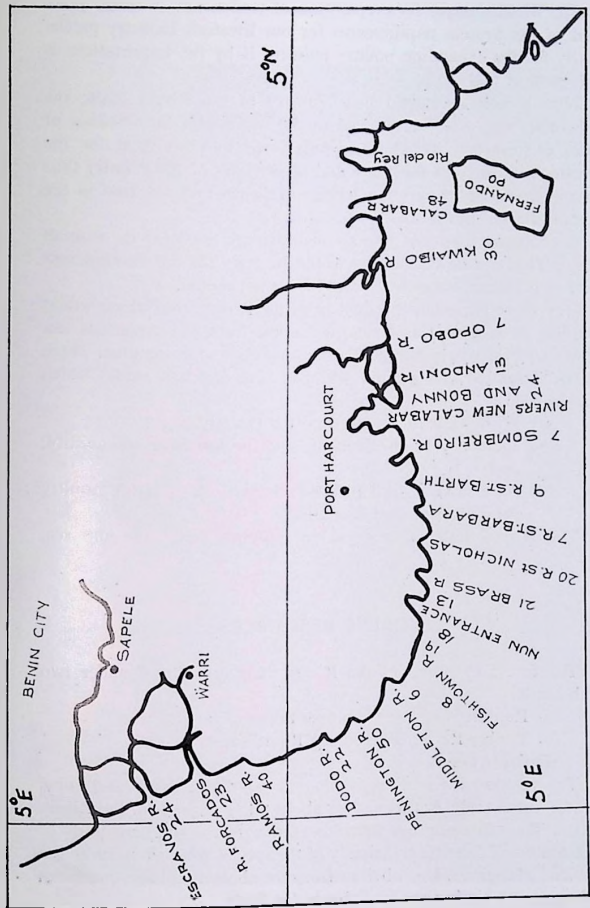 5°E
BENIN CITY
SAPELE
WARRI
ESCRAVOS R.
24
R. FORCADOS
23
RAMOS R.
40
DODO R.
22
PENINGTON R.
50
MIDDLETON R.
6
FISHTOWN R
8
19
18
NUN ENTRANCE
13
21 BRASS R
20 R. St NICHOLAS
7 R.ST.BARBARA
9 R.ST.BARTH
7 SOMBREIRO R.
PORT HARCOURT
RIVERS NEW CALABAR
AND BONNY
24
13
ANDONI R
7 OPOBO R
30 KWAIBO R.
CALABAR R
48
Rio del Rey
FERNANDO
PO
5°N
5°E